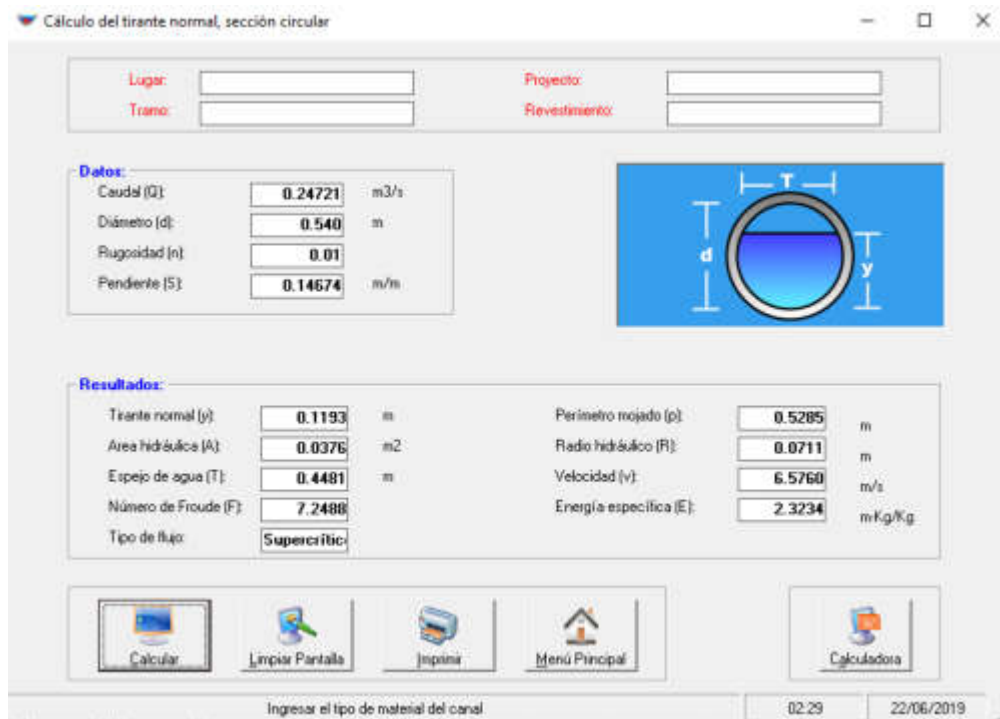 Cálculo del tirante normal, sección circular
Lugar: Proyecto:
Tramo: Revestimiento:
Datos:
Caudal (Q): 0.24721 m3/s
Diámetro (d): 0.540 m
Rugosidad (n): 0.01
Pendiente (S): 0.14674 m/m
T
d
y
Resultados:
Tirante normal (y): 0.1193 m Perímetro mojado (p): 0.5285 m
Area hidráulica (A): 0.0376 m2 Radio hidráulico (R): 0.0711 m
Espejo de agua (T): 0.4481 m Velocidad (v): 6.5760 m/s
Número de Froude (F): 7.2488 Energía específica (E): 2.3234 m-Kg/Kg
Tipo de flujo: Supercrític
Calcular Limpiar Pantalla Imprimir Menú Principal Calculadora
Ingresar el tipo de material del canal 02:29 22/06/2019